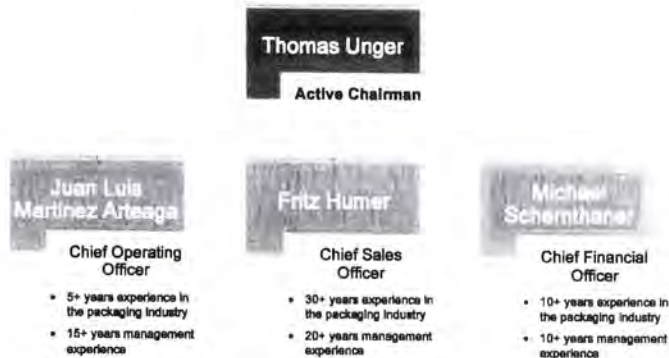 Thomas Unger
Active Chairman
Juan Luis
Martinez Arteaga
Chief Operating
Officer
• 5+ years experience in
the packaging industry
• 15+ years management
experience
Fritz Humer
Chief Sales
Officer
• 30+ years experience in
the packaging industry
• 20+ years management
experience
Michael
Schernthaner
Chief Financial
Officer
• 10+ years experience in
the packaging industry
• 10+ years management
experience